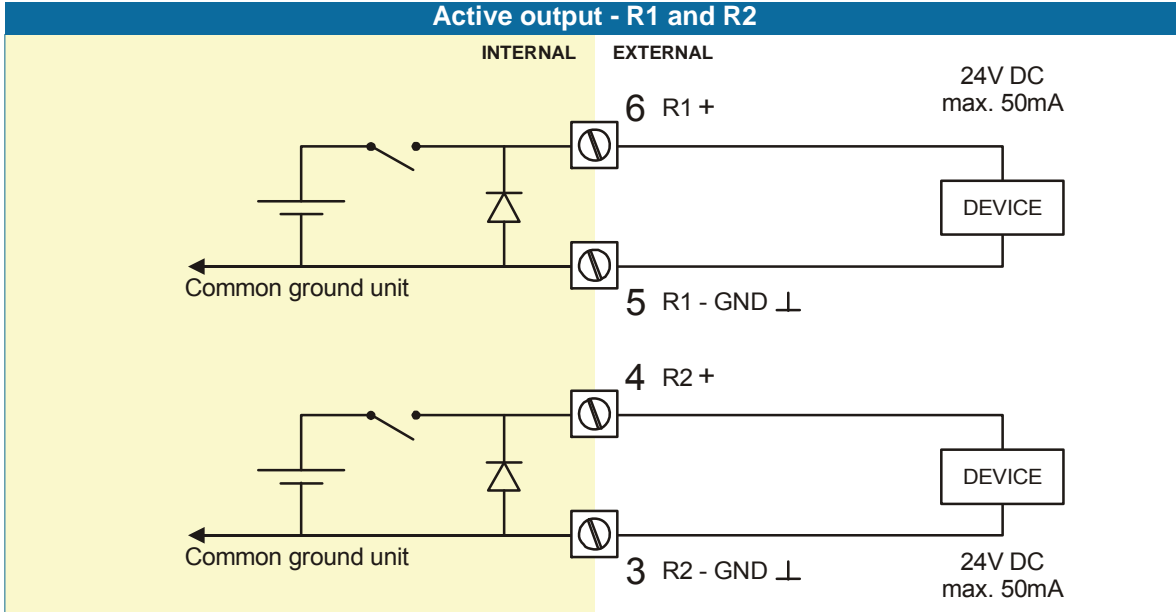 Active output - R1 and R2
INTERNAL EXTERNAL
24V DC
max. 50mA
6 R1 +
DEVICE
Common ground unit
5 R1 - GND ⊥
4 R2 +
DEVICE
Common ground unit
3 R2 - GND ⊥
24V DC
max. 50mA